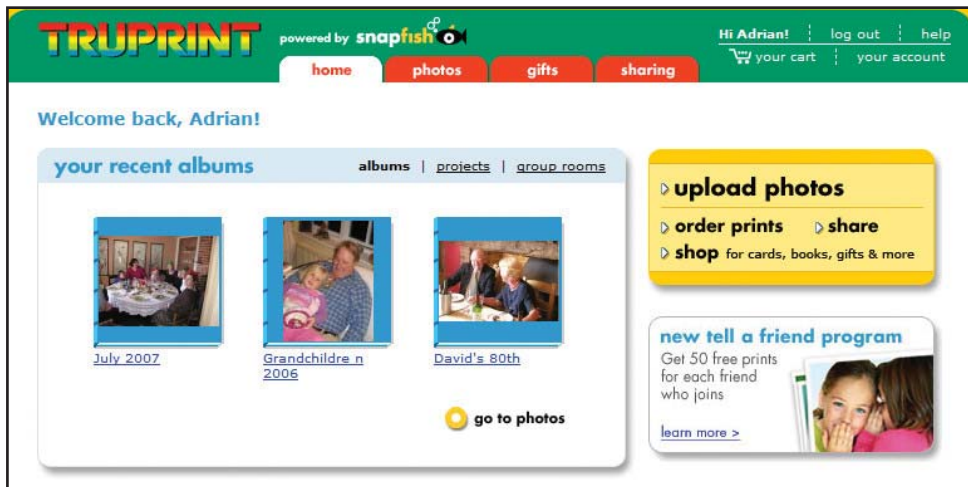 TRUPRINT powered by snapfish
Hi Adrian! log out help
your cart your account
home photos gifts sharing
Welcome back, Adrian!
your recent albums albums | projects | group rooms
July 2007
Grandchildre n
2006
David's 80th
go to photos
upload photos
order prints share
shop for cards, books, gifts & more
new tell a friend program
Get 50 free prints
for each friend
who joins
learn more >